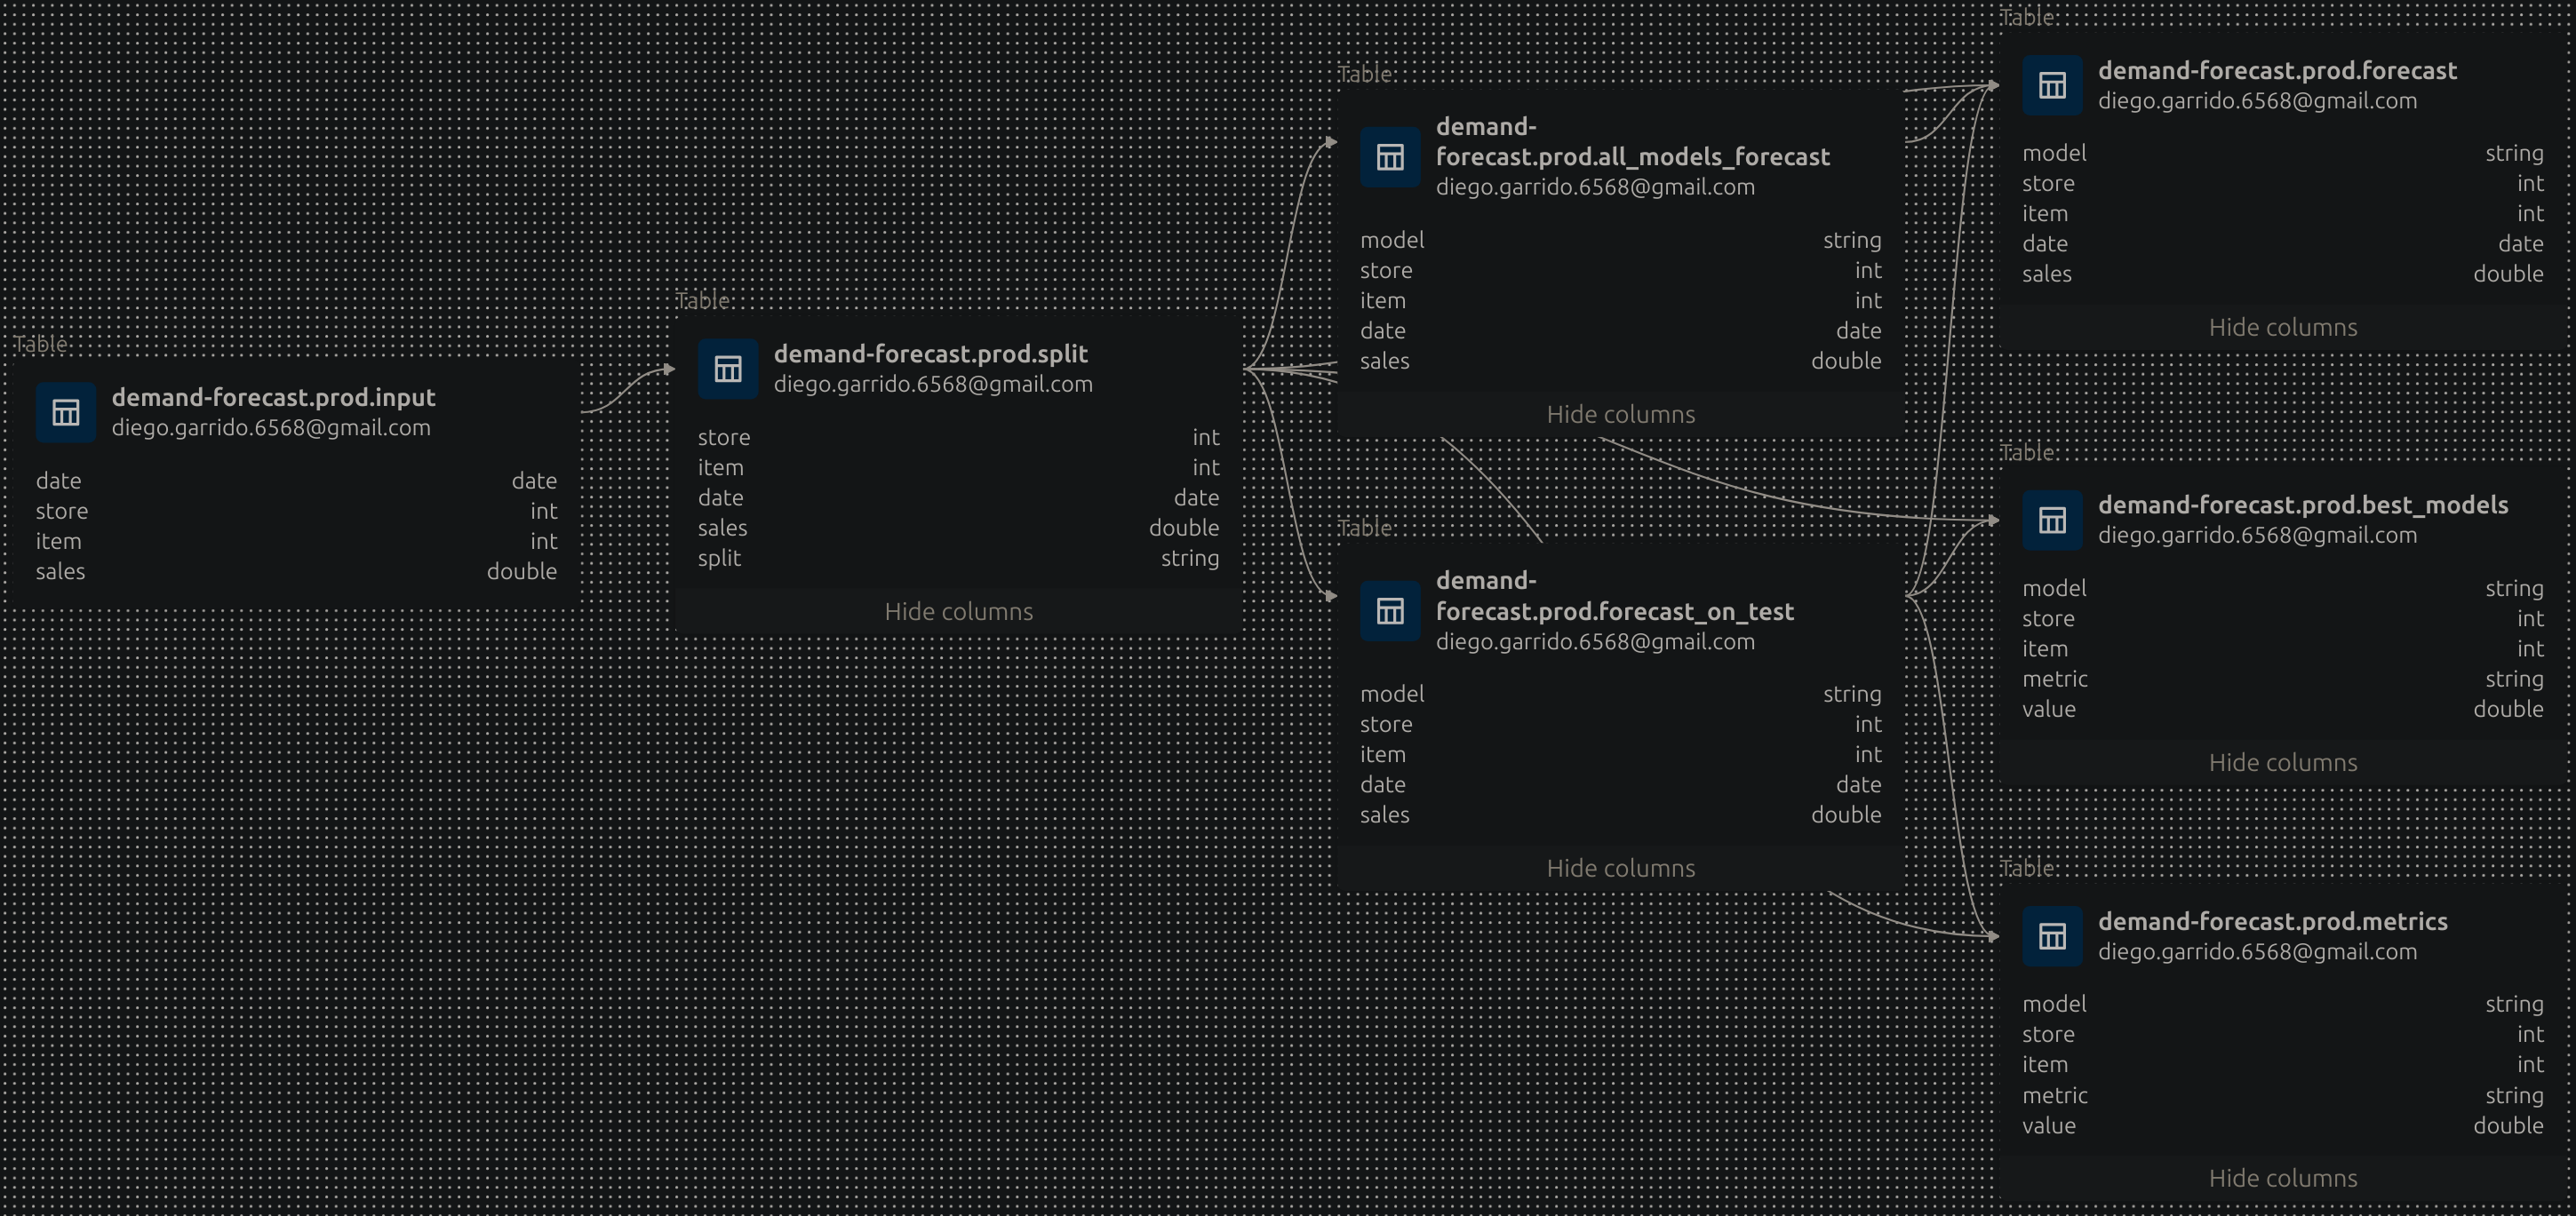 Table
demand-forecast.prod.input
diego.garrido.6568@gmail.com
date date
store int
item int
sales double
Table
demand-forecast.prod.split
diego.garrido.6568@gmail.com
store int
item int
date date
sales double
split string
Hide columns
Table
demand-
forecast.prod.all_models_forecast
diego.garrido.6568@gmail.com
model string
store int
item int
date date
sales double
Hide columns
Table
demand-
forecast.prod.forecast_on_test
diego.garrido.6568@gmail.com
model string
store int
item int
date date
sales double
Hide columns
Table
demand-forecast.prod.forecast
diego.garrido.6568@gmail.com
model string
store int
item int
date date
sales double
Hide columns
Table
demand-forecast.prod.best_models
diego.garrido.6568@gmail.com
model string
store int
item int
metric string
value double
Hide columns
Table
demand-forecast.prod.metrics
diego.garrido.6568@gmail.com
model string
store int
item int
metric string
value double
Hide columns